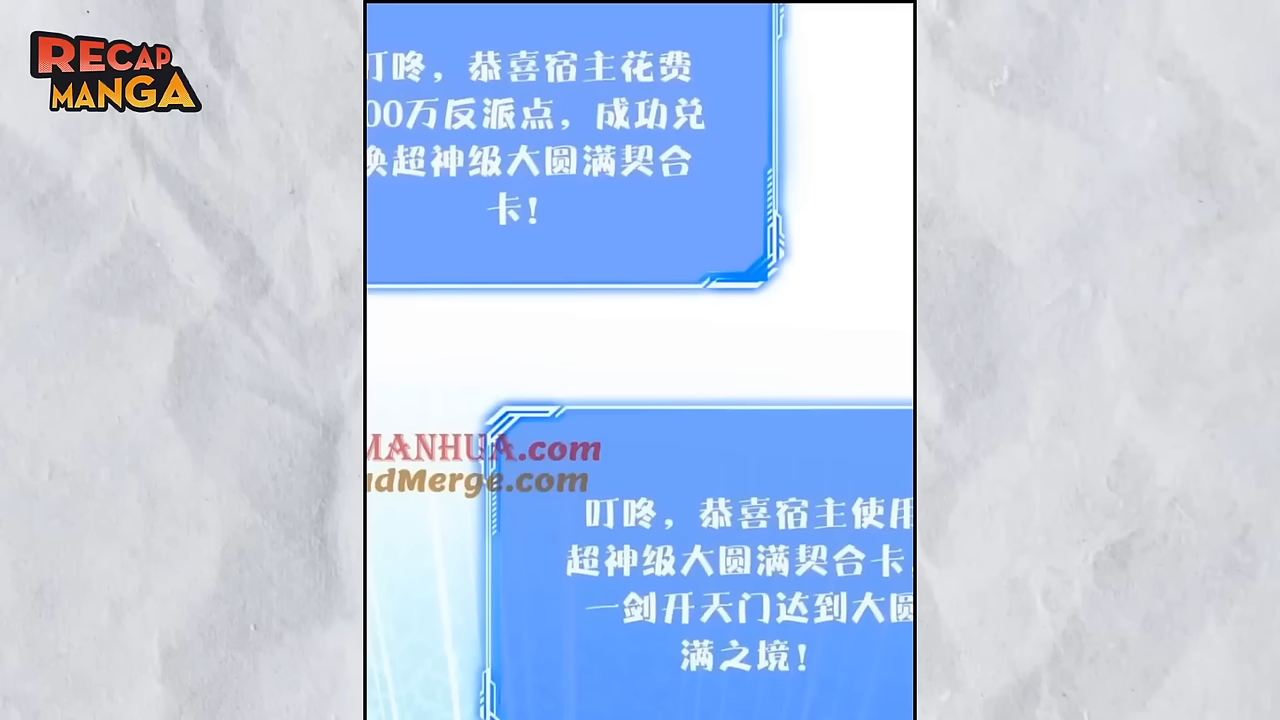 RECAP
MANGA
叮咚，恭喜宿主花费
00万反派点，成功兑
换超神级大圆满契合
卡！
MANHUA.com
udMerge.com
叮咚，恭喜宿主使用
超神级大圆满契合卡，
一剑开天门达到大圆
满之境！